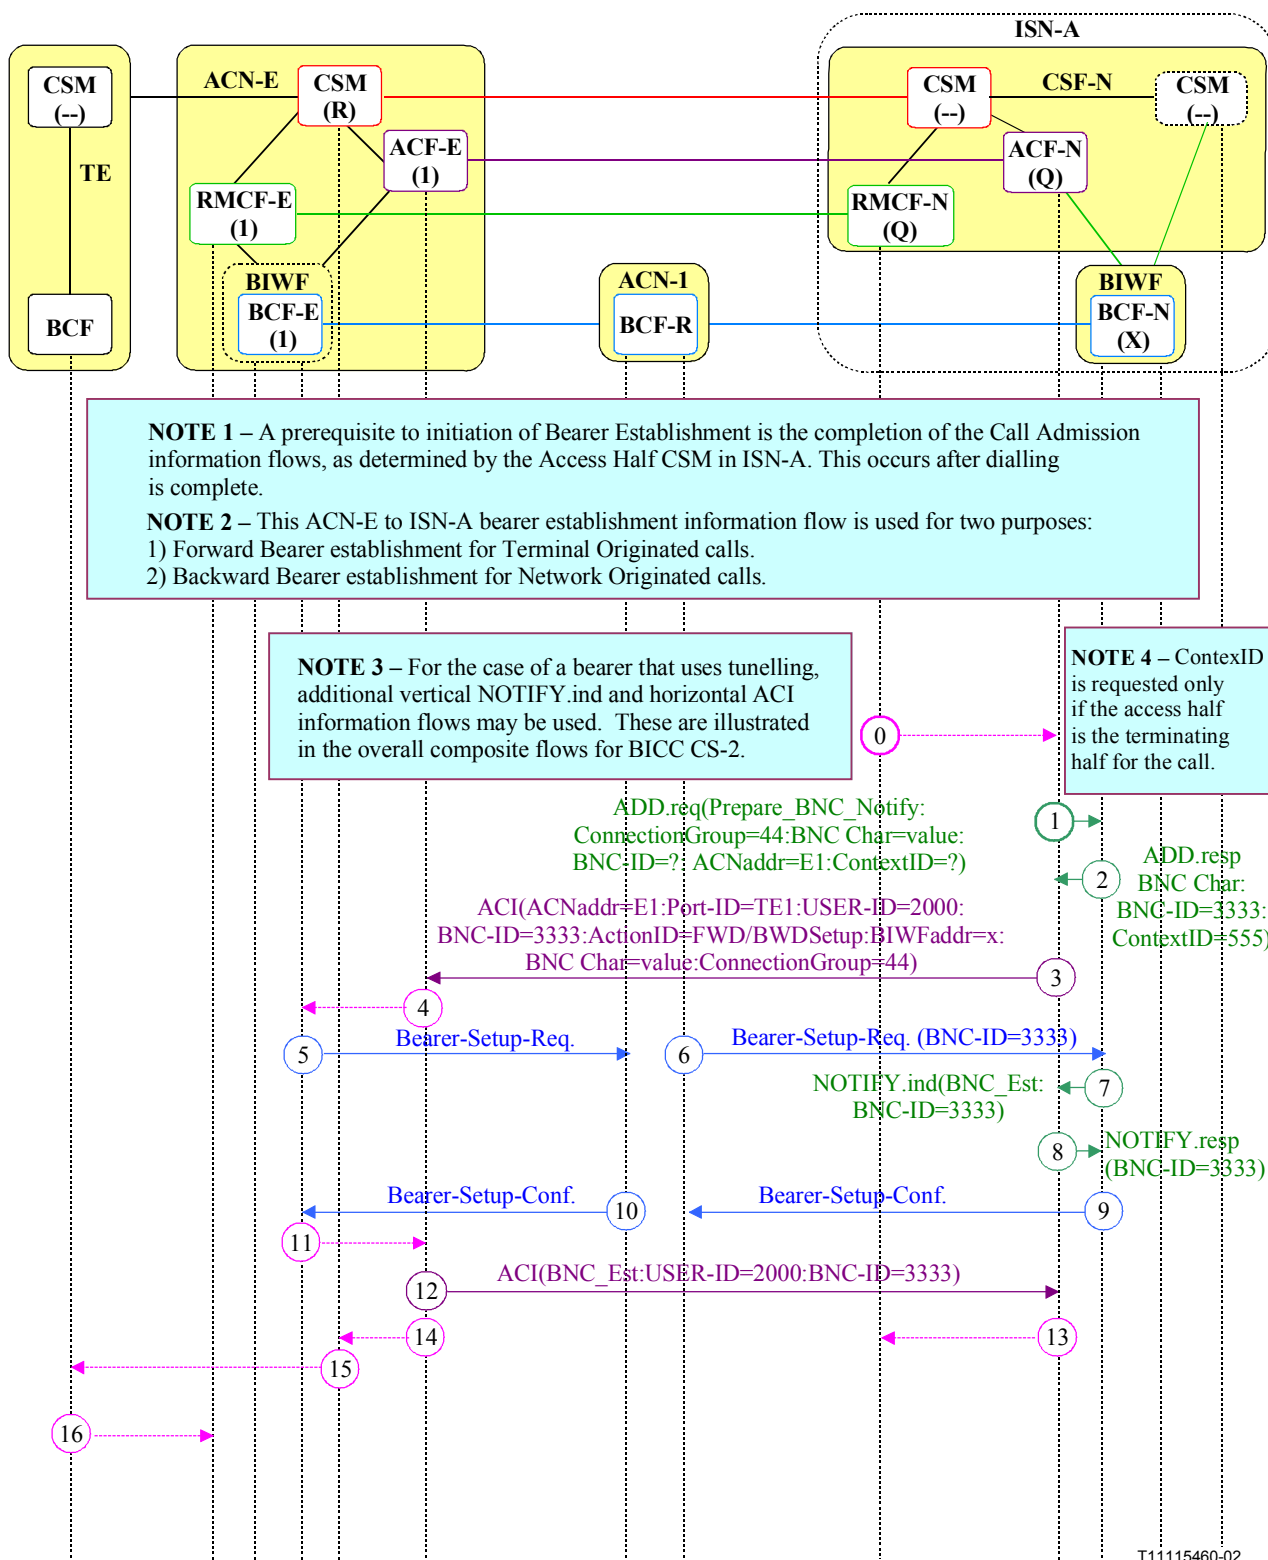 ISN-A
CSM
(--)
TE
BCF
ACN-E
CSM
(R)
ACF-E
(1)
RMCF-E
(1)
BIWF
BCF-E
(1)
ACN-1
BCF-R
CSM
(--)
CSF-N
CSM
(--)
ACF-N
(Q)
RMCF-N
(Q)
BIWF
BCF-N
(X)
NOTE 1 – A prerequisite to initiation of Bearer Establishment is the completion of the Call Admission
information flows, as determined by the Access Half CSM in ISN-A. This occurs after dialling
is complete.
NOTE 2 – This ACN-E to ISN-A bearer establishment information flow is used for two purposes:
1) Forward Bearer establishment for Terminal Originated calls.
2) Backward Bearer establishment for Network Originated calls.
NOTE 3 – For the case of a bearer that uses tunelling,
additional vertical NOTIFY.ind and horizontal ACI
information flows may be used. These are illustrated
in the overall composite flows for BICC CS-2.
NOTE 4 – ContexID
is requested only
if the access half
is the terminating
half for the call.
0
ADD.req(Prepare_BNC_Notify:
ConnectionGroup=44:BNC Char=value:
BNC-ID=?: ACNaddr=E1:ContextID=?)
1
2
ADD.resp
BNC Char:
BNC-ID=3333:
ContextID=555)
ACI(ACNaddr=E1:Port-ID=TE1:USER-ID=2000:
BNC-ID=3333:ActionID=FWD/BWDSetup:BIWFaddr=x:
BNC Char=value:ConnectionGroup=44)
3
4
5
Bearer-Setup-Req.
6
Bearer-Setup-Req. (BNC-ID=3333)
NOTIFY.ind(BNC_Est:
BNC-ID=3333)
7
8
NOTIFY.resp
(BNC-ID=3333)
Bearer-Setup-Conf.
10
Bearer-Setup-Conf.
9
11
12
ACI(BNC_Est:USER-ID=2000:BNC-ID=3333)
14
13
15
16
T11115460-02